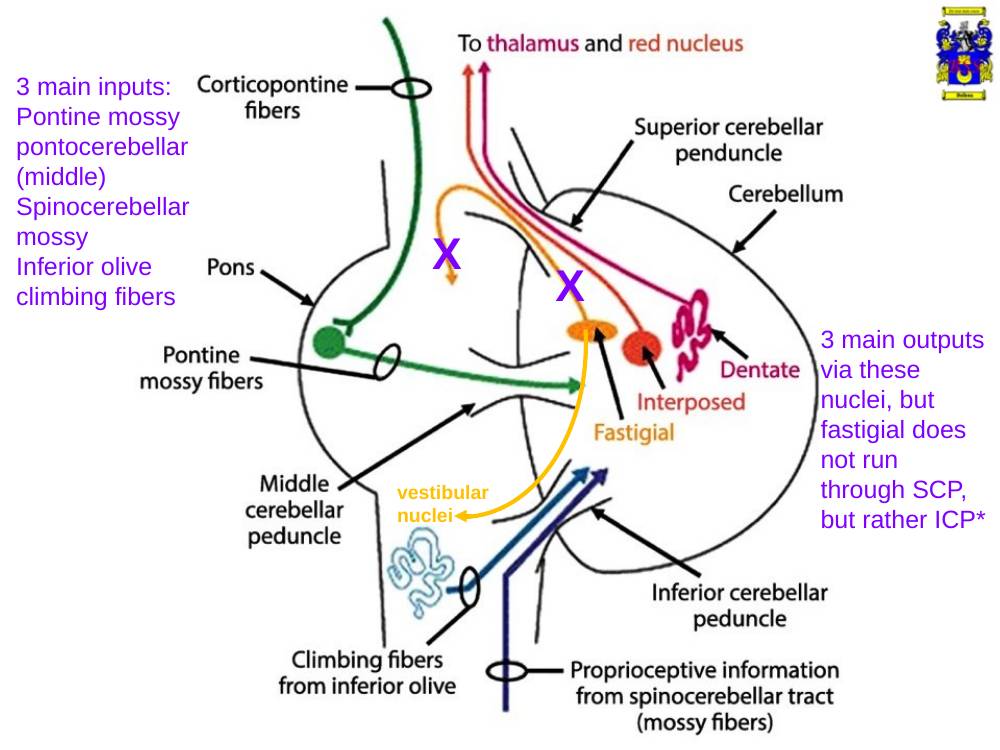 To thalamus and red nucleus
3 main inputs:
Pontine mossy
pontocerebellar
(middle)
Spinocerebellar
mossy
Inferior olive
climbing fibers
Corticopontine
fibers
Superior cerebellar
penduncle
Cerebellum
Pons
X
X
Pontine
mossy fibers
3 main outputs
via these
nuclei, but
fastigial does
not run
through SCP,
but rather ICP*
Dentate
Interposed
Fastigial
Middle
cerebellar
peduncle
vestibular
nuclei
Inferior cerebellar
peduncle
Climbing fibers
from inferior olive
Proprioceptive information
from spinocerebellar tract
(mossy fibers)